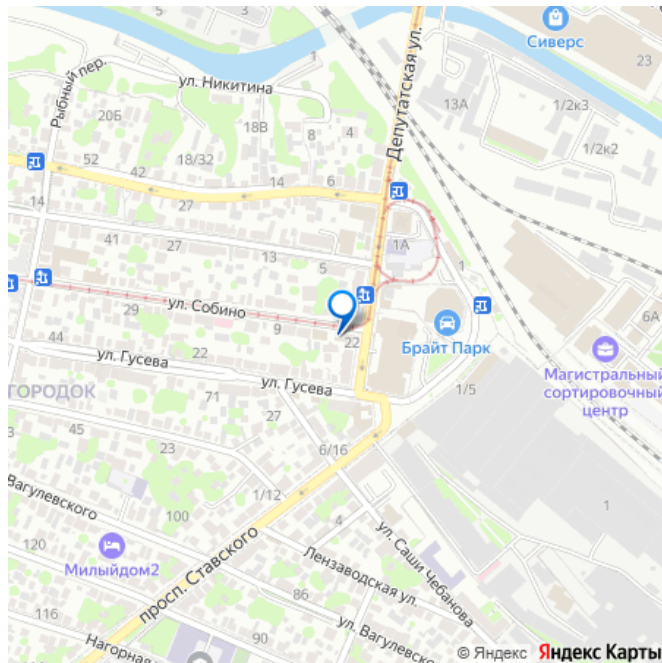 Сиверс
23
1
ул. Никитина
Рыбный пер.
Депутатская ул.
13А
1/2к3
20Б
18В
8
4
1/2к2
52
42
18/32
14
6
27
14
1А
41
27
13
5
1
ул. Собино
29
9
22
Брайт Парк
6А
Магистральный
сортировочный
центр
44
ул. Гусева
22
ул. Гусева
ГОРОДОК
71
27
1/5
45
23
6/16
Вагулевского
100
1/12
4
1
120
Милыйдом2
просп. Ставского
Лензаводская ул.
ул. Саши Чебанова
86
ул. Вагулевского
116
90
Нагорная
© Яндекс Яндекс Карты